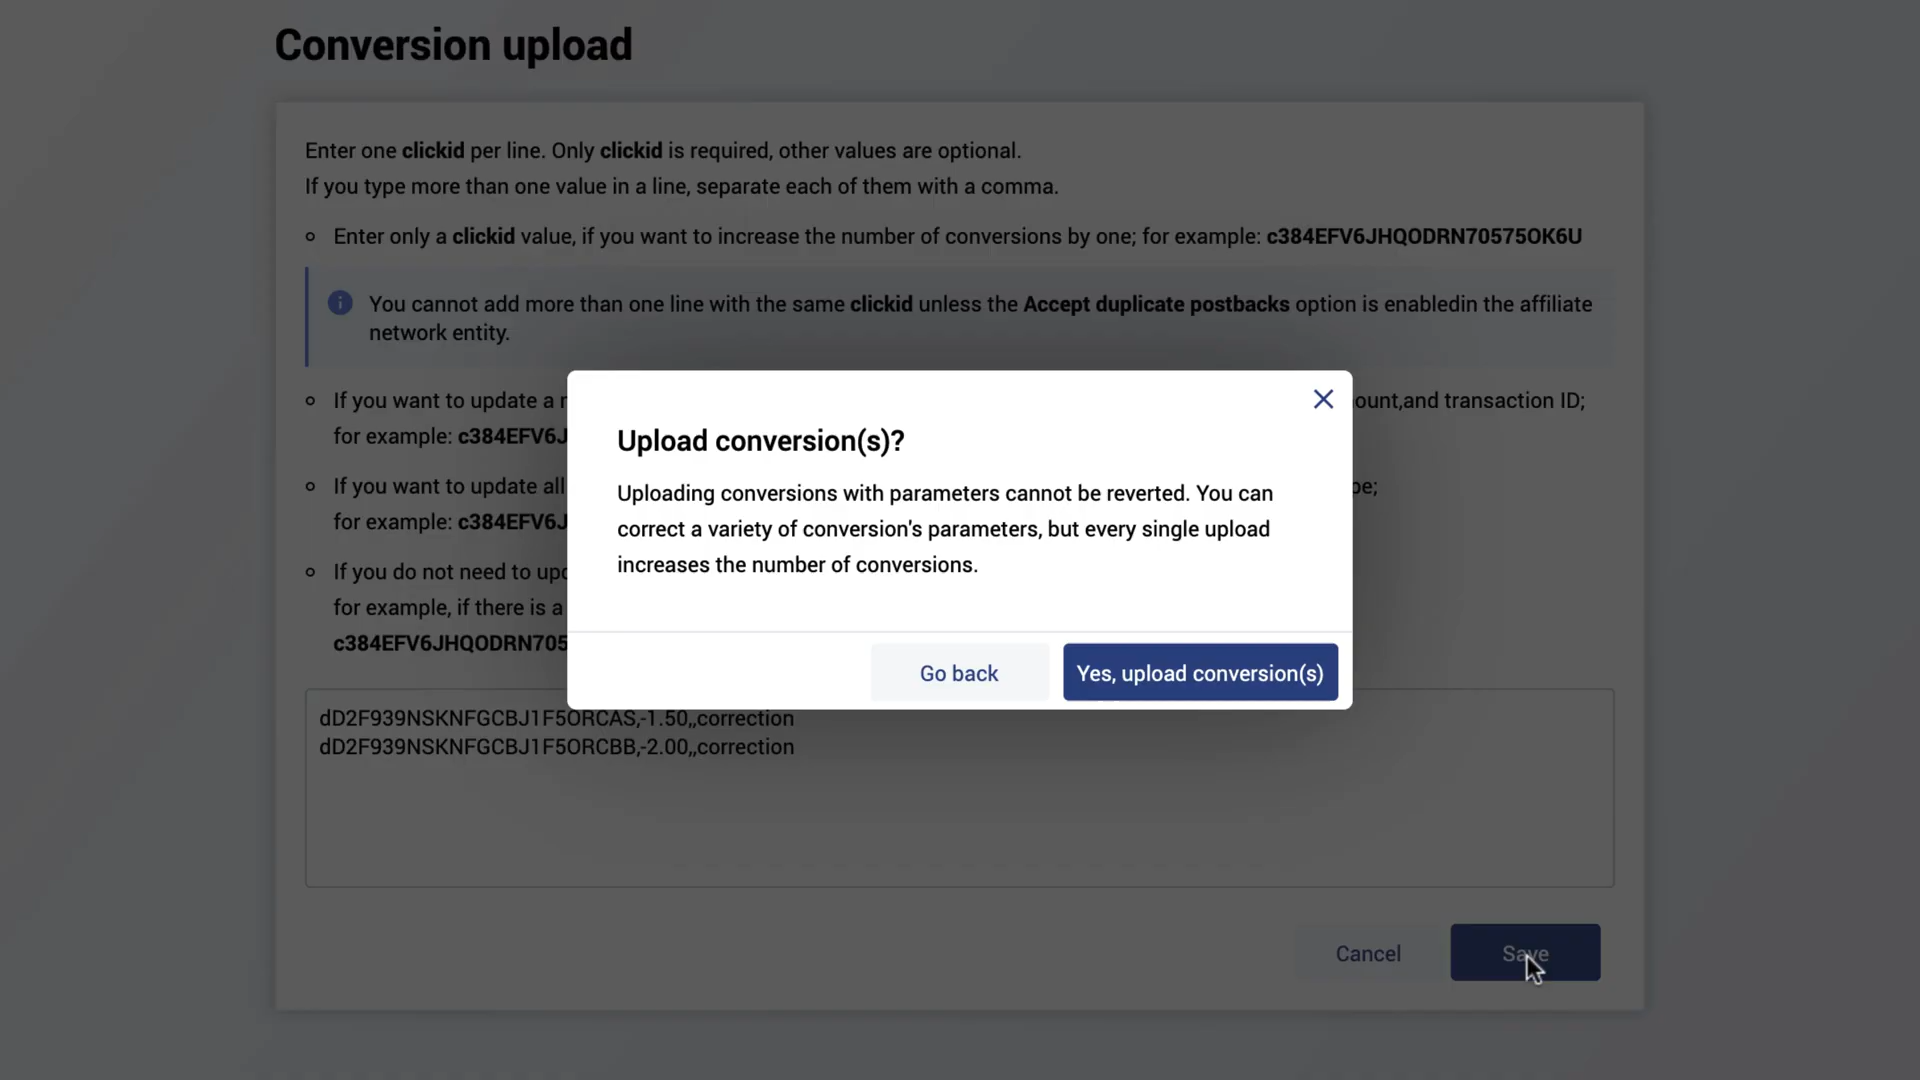 Conversion upload
Enter one clickid per line. Only clickid is required, other values are optional.
If you type more than one value in a line, separate each of them with a comma.
Enter only a clickid value, if you want to increase the number of conversions by one; for example: c384EFV6JHQODRN70575OK6U
You cannot add more than one line with the same clickid unless the Accept duplicate postbacks option is enabledin the affiliate
network entity.
If you want to update a ount,and transaction ID;
for example: c384EFV6J
If you want to update all be;
for example: c384EFV6J
If you do not need to upd
for example, if there is a
c384EFV6JHQODRN705
Upload conversion(s)?
Uploading conversions with parameters cannot be reverted. You can
correct a variety of conversion's parameters, but every single upload
increases the number of conversions.
Go back
Yes, upload conversion(s)
dD2F939NSKNFGCBJ1F5ORCAS,-1.50,,correction
dD2F939NSKNFGCBJ1F5ORCBB,-2.00,,correction
Cancel
Save